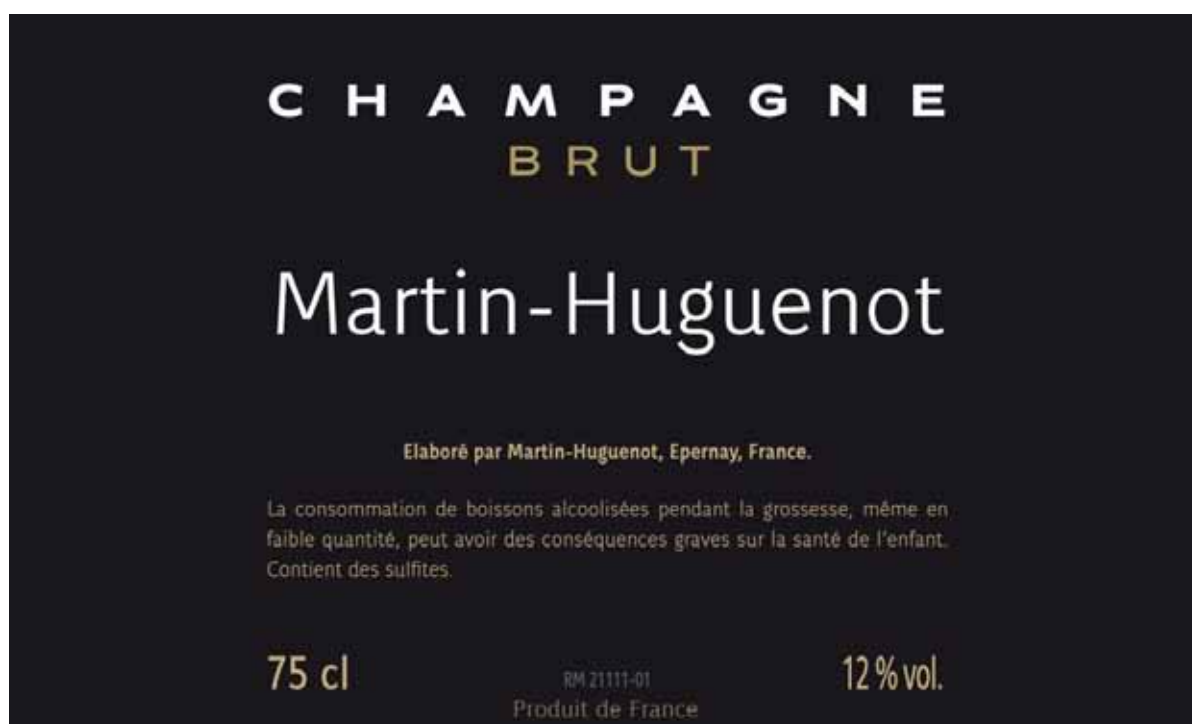 CHAMPAGNE
BRUT
Martin-Huguenot
Elaboré par Martin-Huguenot, Epernay, France.
La consommation de boissons alcoolisées pendant la grossesse, même en
faible quantité, peut avoir des conséquences graves sur la santé de l'enfant.
Contient des sulfites.
75 cl
RM 21111-01
12 % vol.
Produit de France